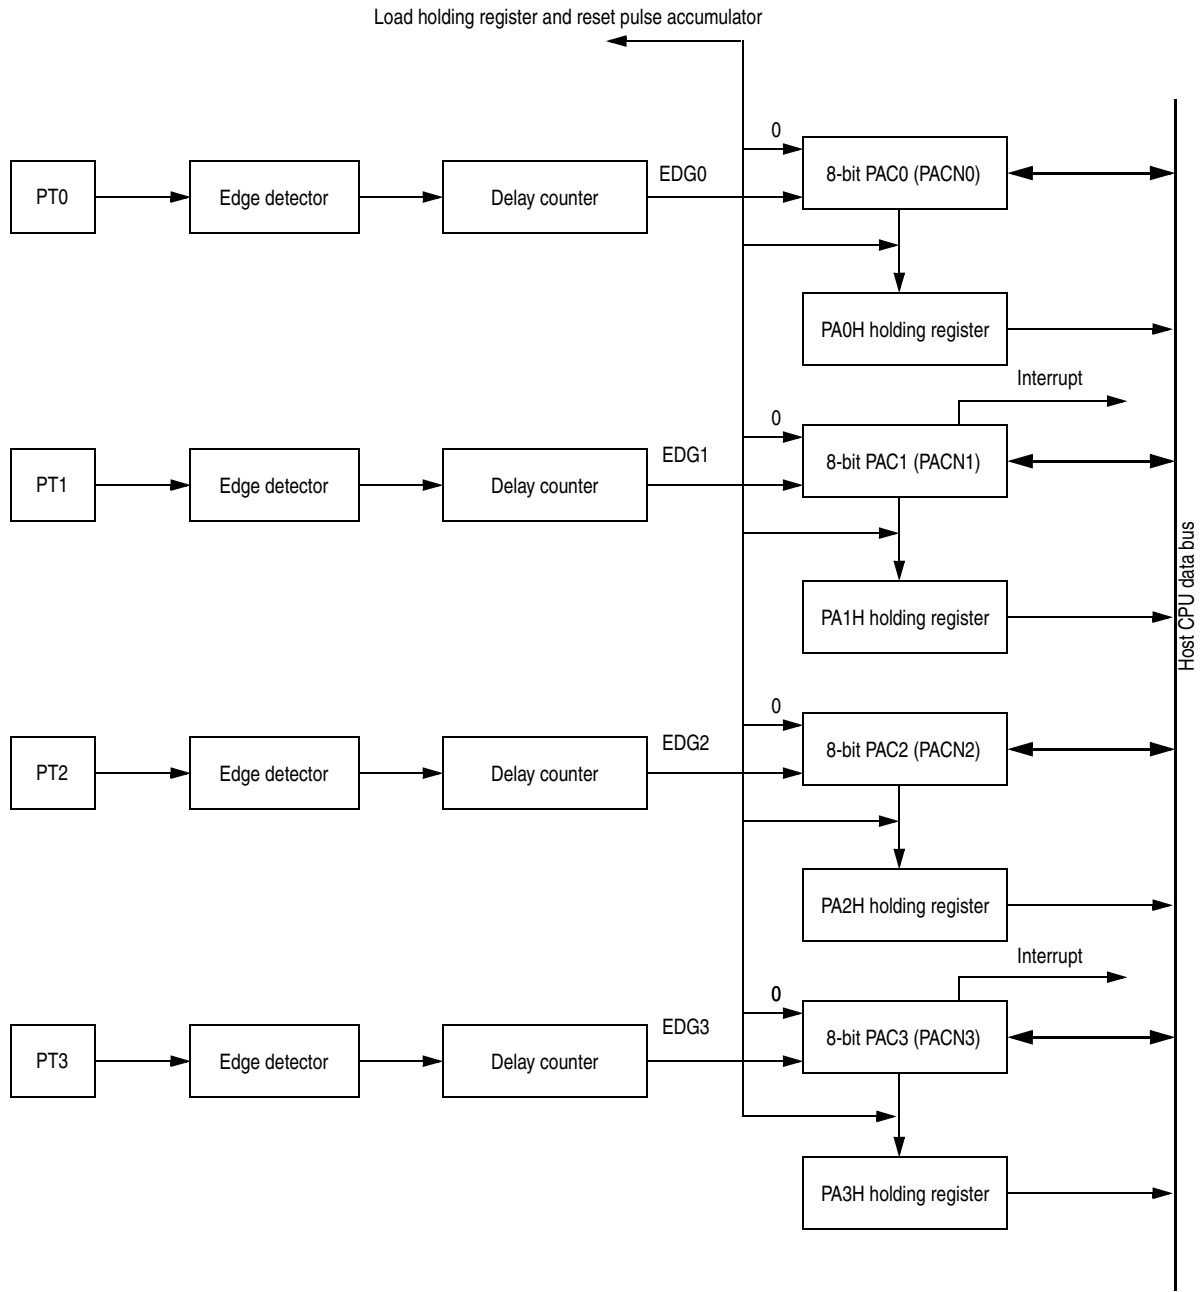 Load holding register and reset pulse accumulator
0
EDG0
PT0
Edge detector
Delay counter
8-bit PAC0 (PACN0)
PA0H holding register
Interrupt
0
EDG1
PT1
Edge detector
Delay counter
8-bit PAC1 (PACN1)
PA1H holding register
Host CPU data bus
0
EDG2
PT2
Edge detector
Delay counter
8-bit PAC2 (PACN2)
PA2H holding register
Interrupt
0
EDG3
PT3
Edge detector
Delay counter
8-bit PAC3 (PACN3)
PA3H holding register